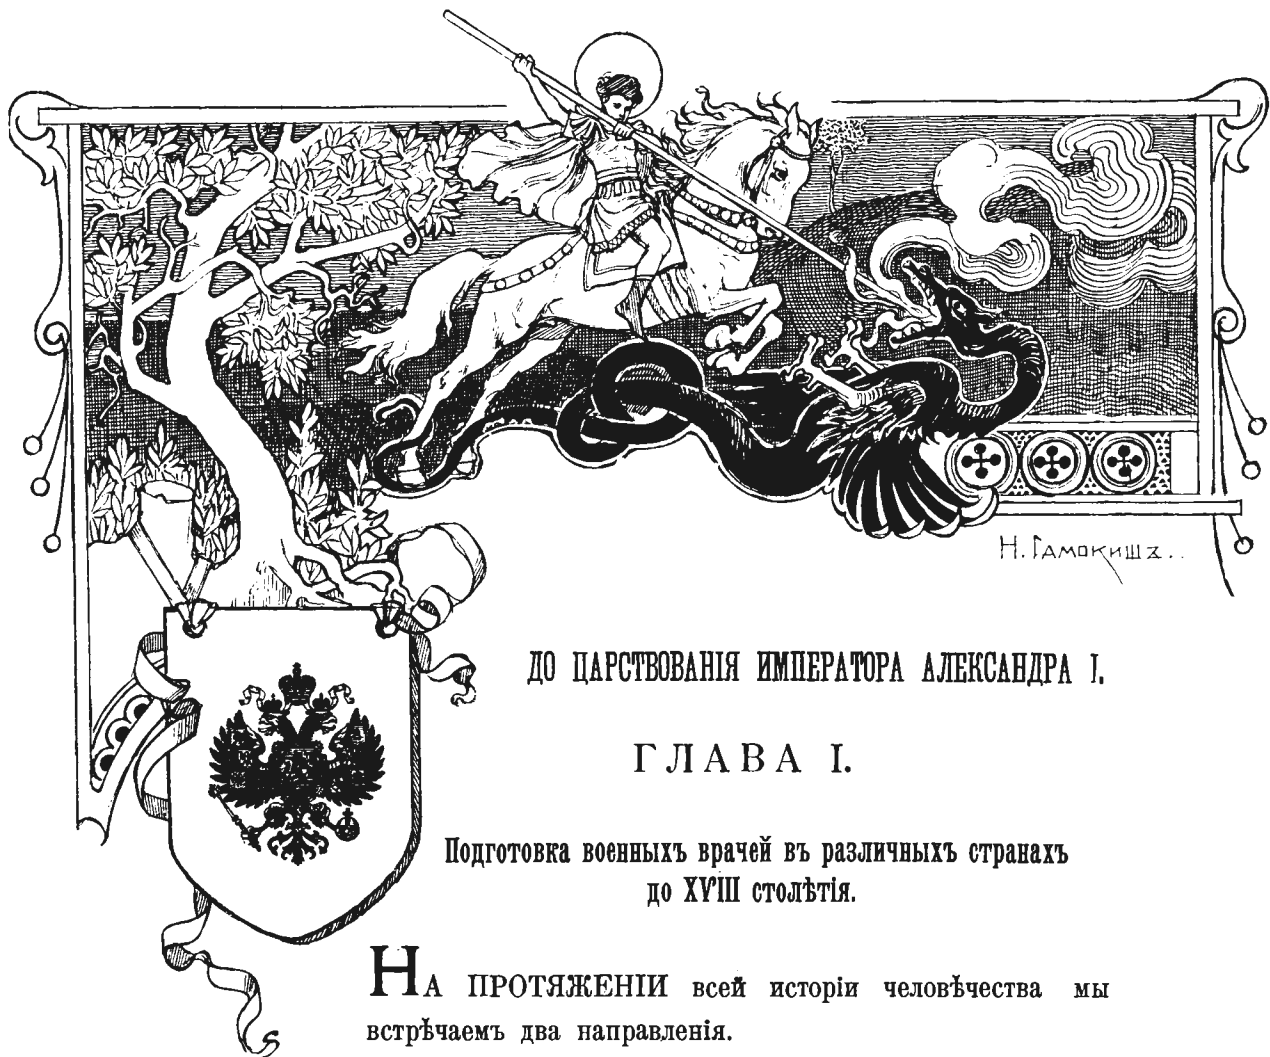 Н. Самокишъ..
ДО ЦАРСТВОВАНІЯ ИМПЕРАТОРА АЛЕКСАНДРА I.
ГЛАВА I.
Подготовка военныхъ врачей въ различныхъ странахъ
до XVIII столѣтія.
НА ПРОТЯЖЕНІИ всей исторіи человѣчества мы
встрѣчаемъ два направленія.